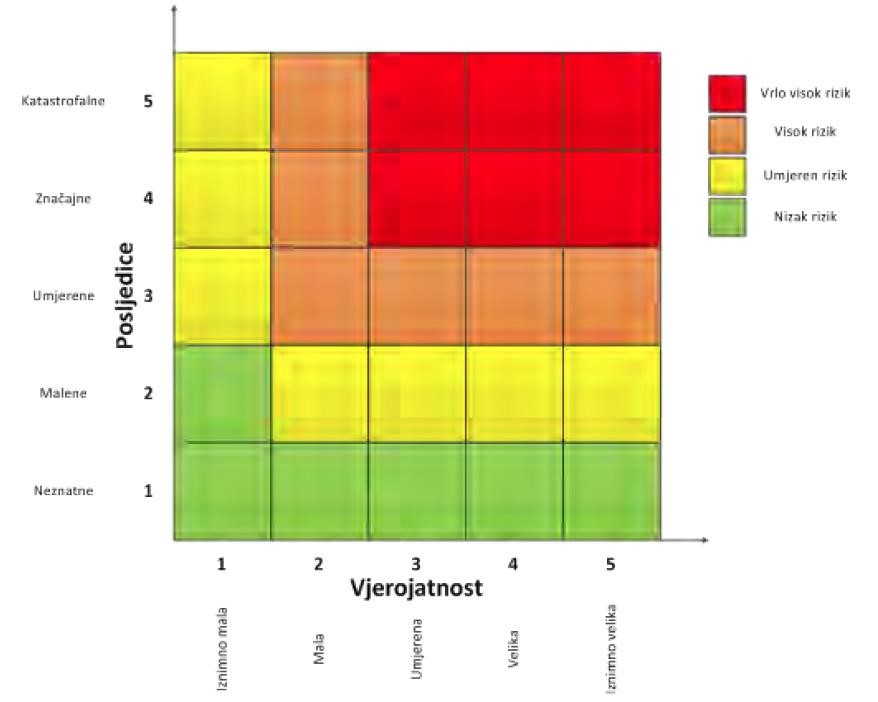 Katastrofalne 5
Značajne 4
Umjerene 3
Malene 2
Neznatne 1
Posljedice
1 2 3 4 5
Vjerojatnost
Iznimno mala
Mala
Umjerena
Velika
Iznimno velika
Vrlo visok rizik
Visok rizik
Umjeren rizik
Nizak rizik